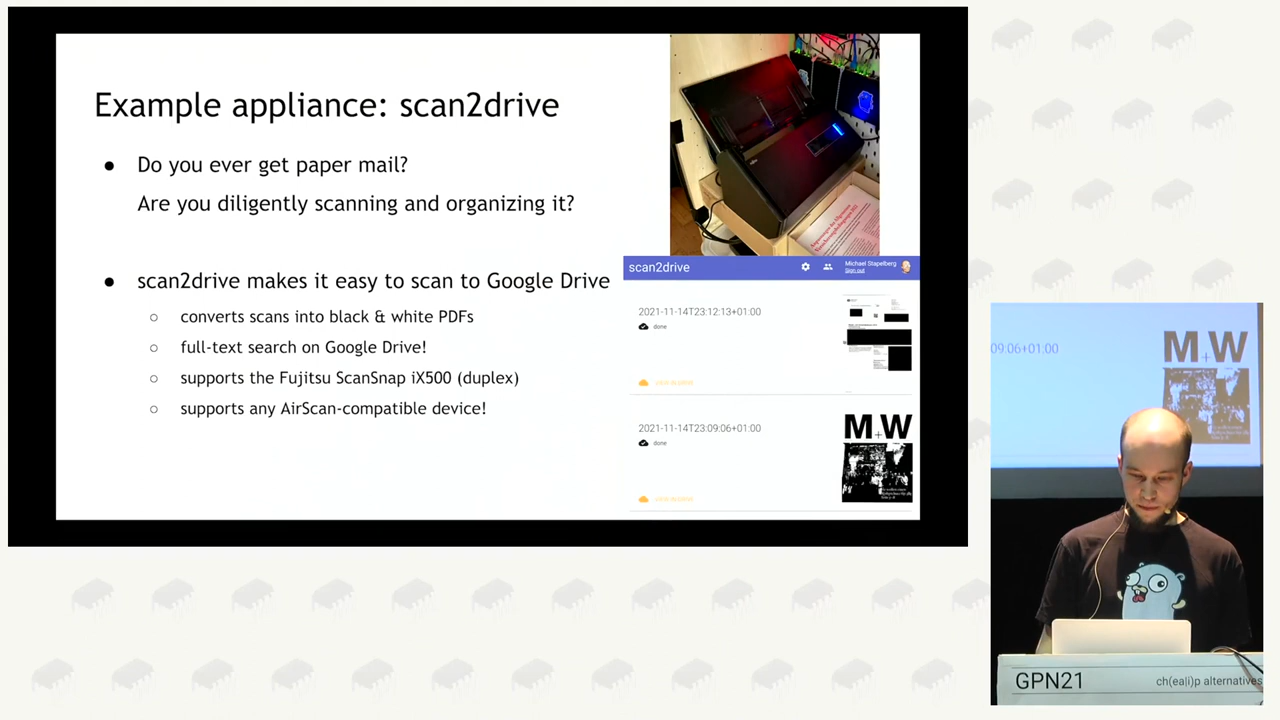 Example appliance: scan2drive
● Do you ever get paper mail?
Are you diligently scanning and organizing it?
● scan2drive makes it easy to scan to Google Drive
○ converts scans into black & white PDFs
○ full-text search on Google Drive!
○ supports the Fujitsu ScanSnap iX500 (duplex)
○ supports any AirScan-compatible device!
scan2drive
Michael Stapelberg
Sign out
2021-11-14T23:12:13+01:00
done
2021-11-14T23:09:06+01:00
done
M+W
09:06+01:00
M+W
GPN21
ch(ea|i)p alternatives